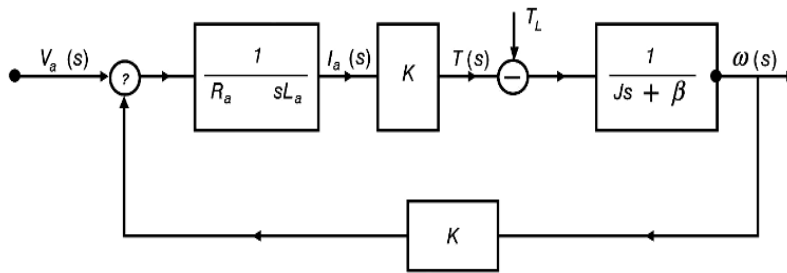 T_L
V_a (s)
?
1
R_a sL_a
I_a (s)
K
T(s)
−
1
Js + β
ω(s)
K